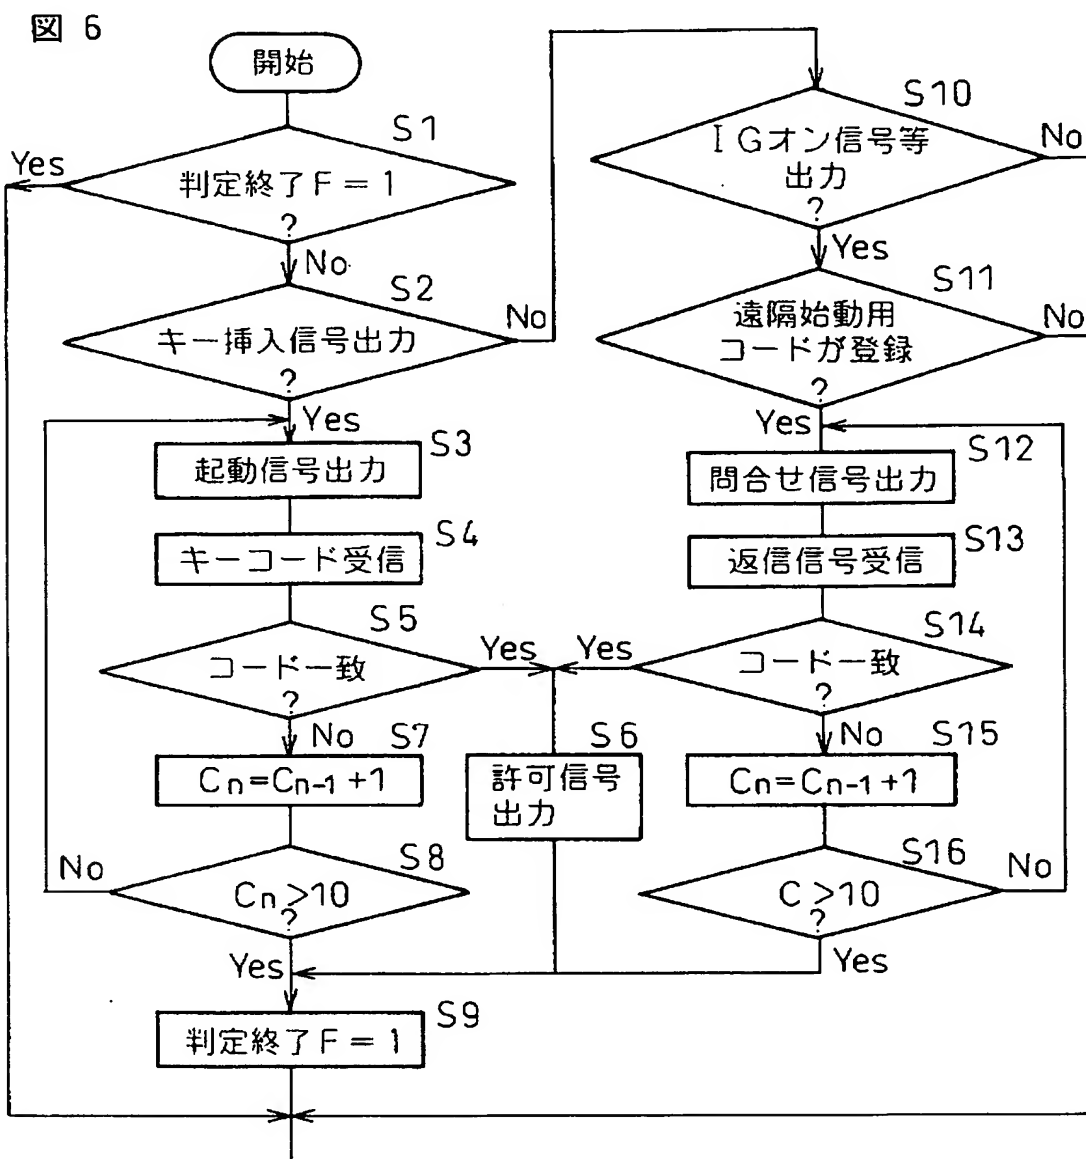 図 6
開始
S1
判定終了F=1
?
Yes
No
S2
キー挿入信号出力
?
No
Yes
S3
起動信号出力
S4
キーコード受信
S5
コード一致
?
Yes
No
S7
Cn=Cn-1+1
S8
Cn>10
?
No
Yes
S9
判定終了F=1
S6
許可信号
出力
S10
IGオン信号等
出力
?
No
Yes
S11
遠隔始動用
コードが登録
?
No
Yes
S12
問合せ信号出力
S13
返信信号受信
S14
コード一致
?
Yes
No
S15
Cn=Cn-1+1
S16
C>10
?
No
Yes